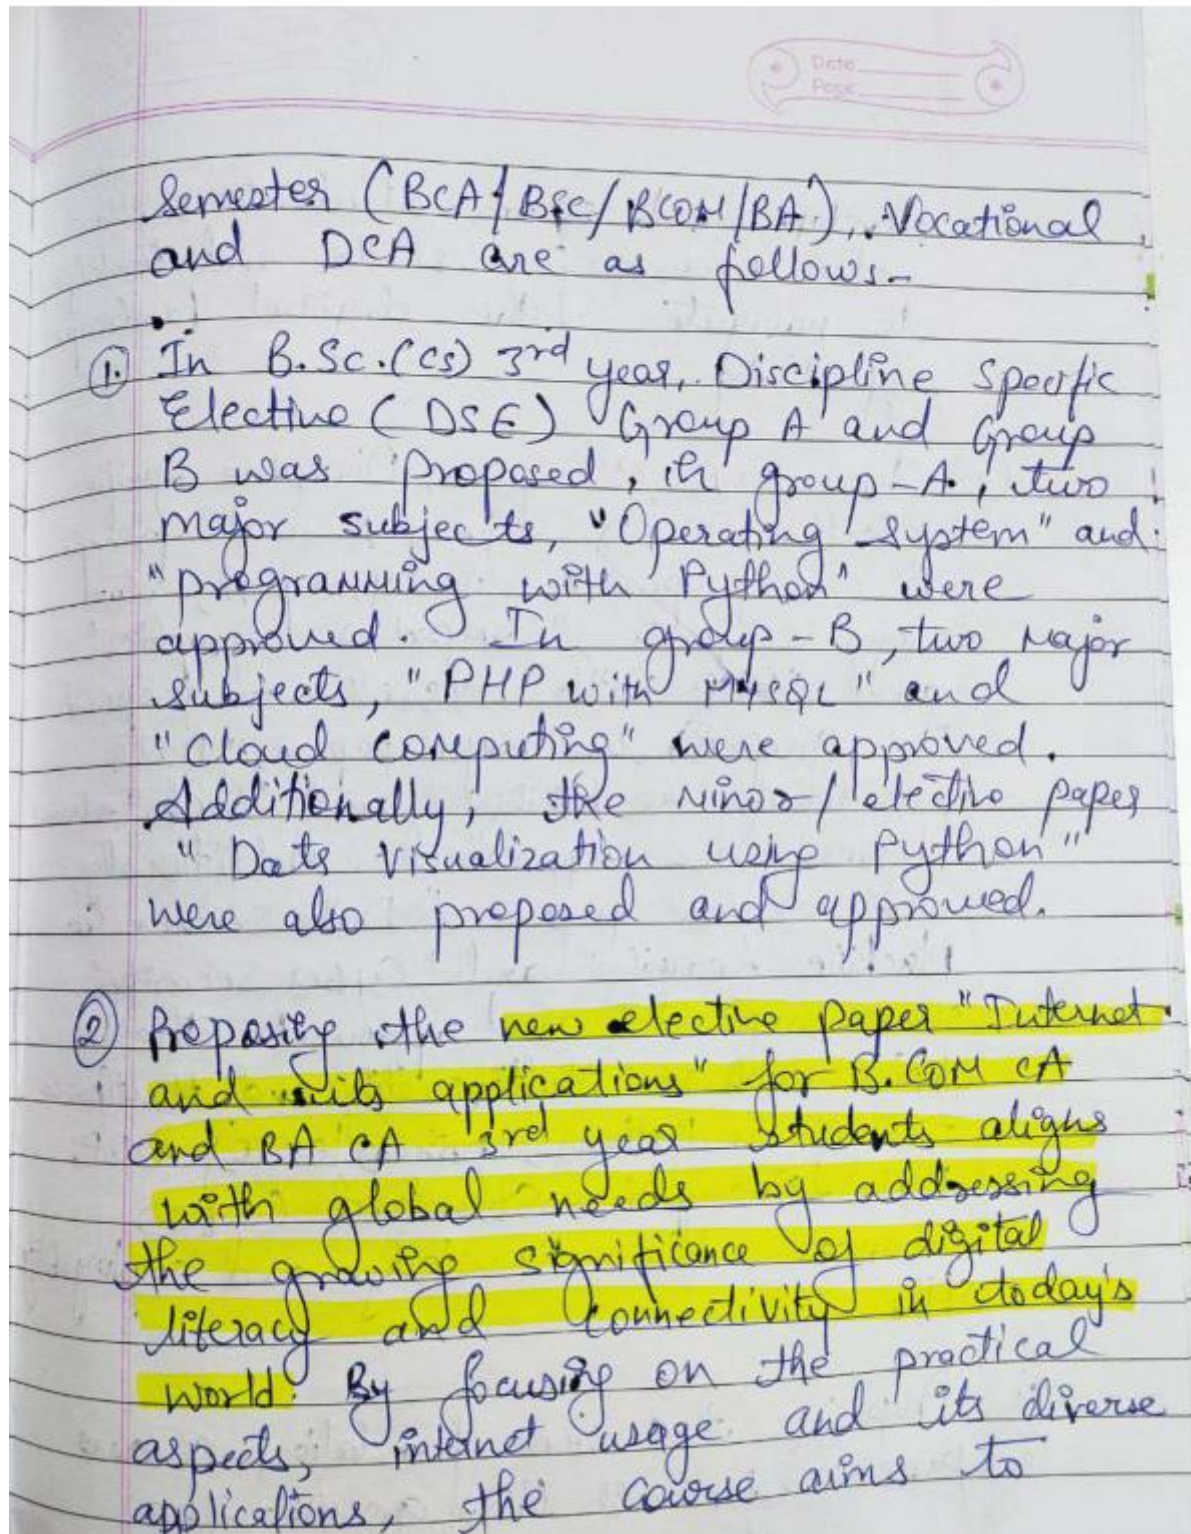 Date
Page
Semester (BCA/BSC/BCOM/BA), Vocational
and DCA are as follows-
1. In B.Sc.(CS) 3rd year, Discipline Specific
Elective (DSE) Group A and Group
B was proposed, in group-A, two
major subjects, "Operating System" and
"programming with Python" were
approved. In group-B, two major
subjects, "PHP with MYSQL" and
"Cloud Computing" were approved.
Additionally, the minor/elective paper
"Data Visualization using Python"
were also proposed and approved.
2 Proposing the new elective paper "Internet
and its applications" for B.COM CA
and BA CA 3rd year students aligns
with global needs by addressing
the growing significance of digital
literacy and connectivity in today's
world. By focusing on the practical
aspects, internet usage and its diverse
applications, the course aims to